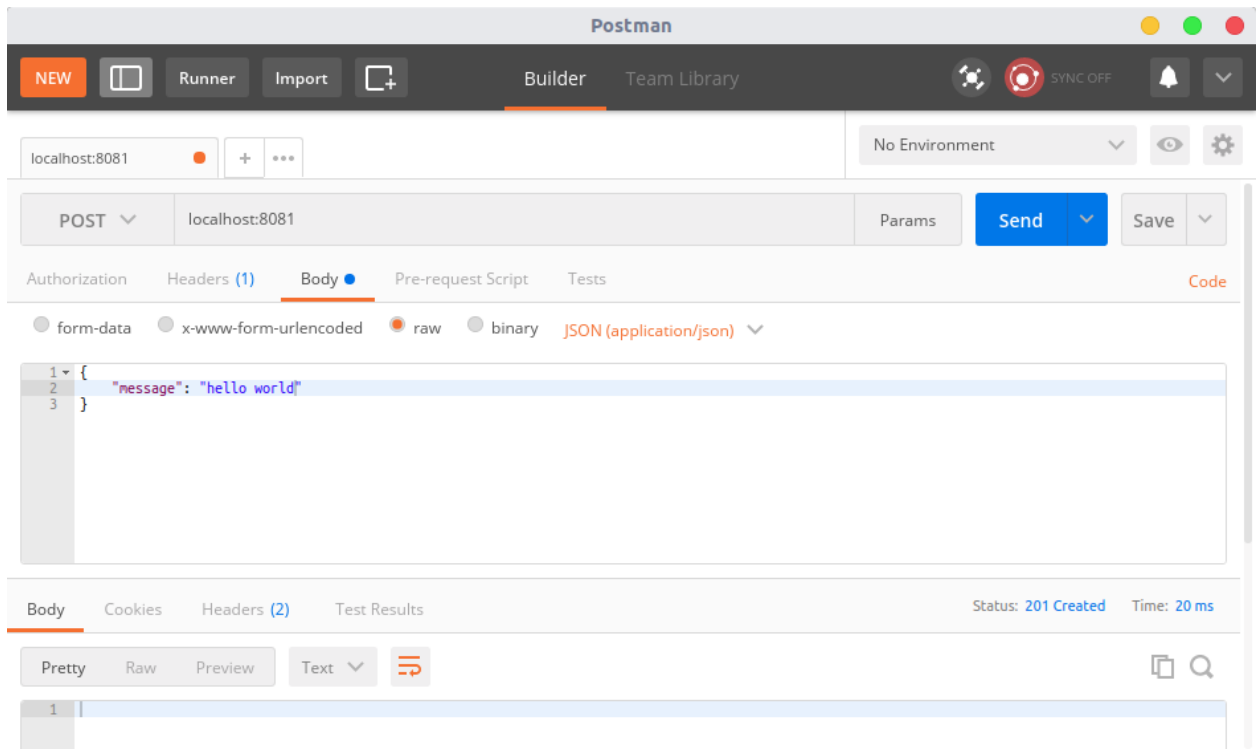 Postman
NEW Runner Import Builder Team Library SYNC OFF
localhost:8081 + ••• No Environment
POST localhost:8081 Params Send Save
Authorization Headers (1) Body Pre-request Script Tests Code
form-data x-www-form-urlencoded raw binary JSON (application/json)
1 {
2 "message": "hello world"
3 }
Body Cookies Headers (2) Test Results Status: 201 Created Time: 20 ms
Pretty Raw Preview Text
1